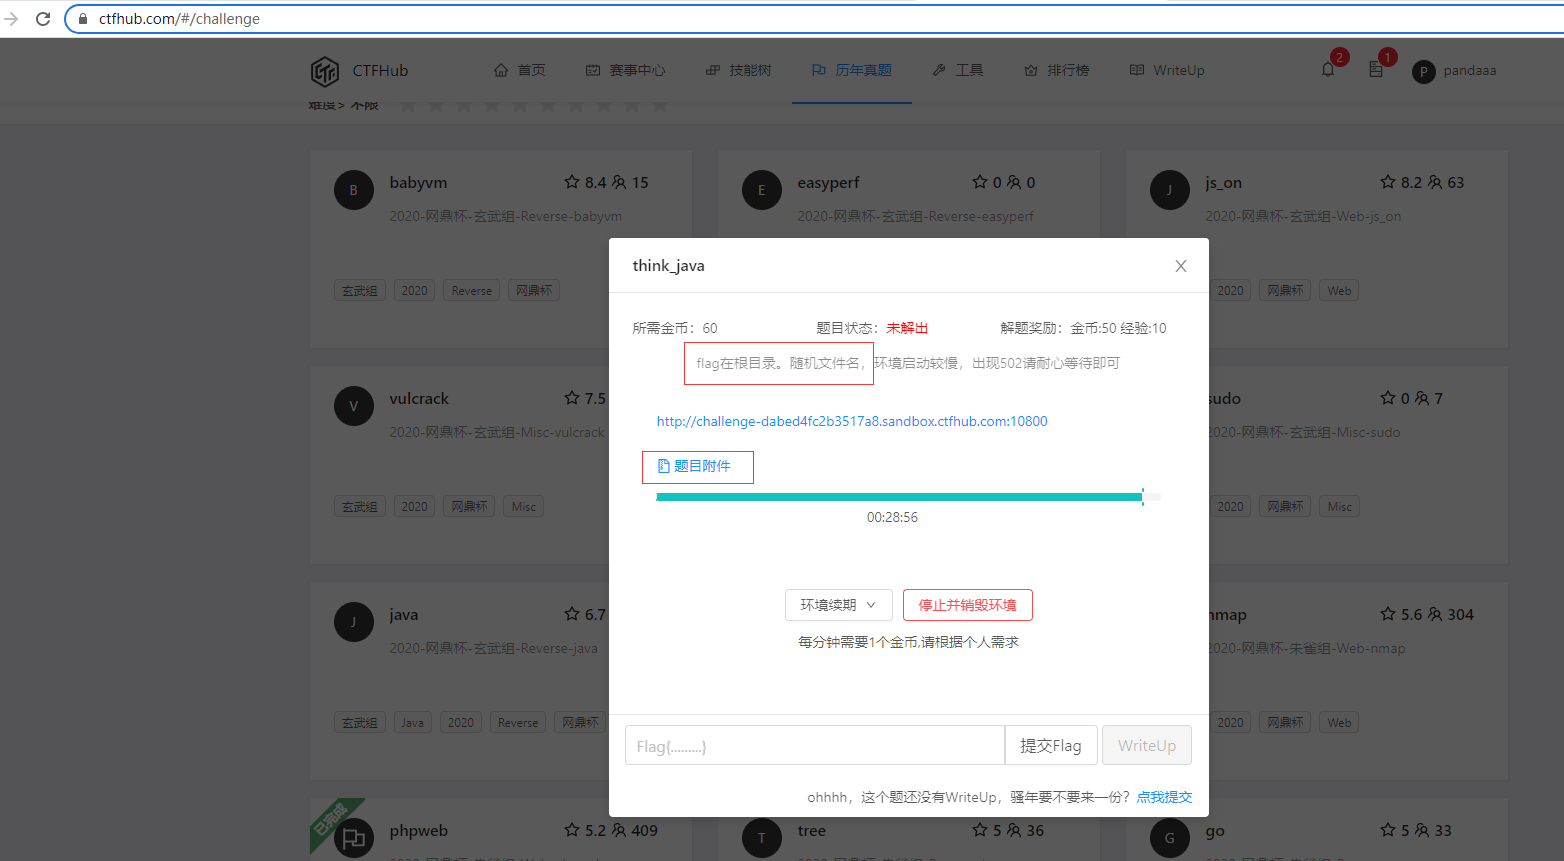 ctfhub.com/#/challenge
CTFHub 首页 赛事中心 技能树 历年真题 工具 排行榜 WriteUp 2 1 P pandaaa
难度> 不限
B babyvm 8.4 15
2020-网鼎杯-玄武组-Reverse-babyvm
玄武组 2020 Reverse 网鼎杯
E easyperf 0 0
2020-网鼎杯-玄武组-Reverse-easyperf
J js_on 8.2 63
2020-网鼎杯-玄武组-Web-js_on
2020 网鼎杯 Web
think_java
所需金币：60 题目状态：未解出 解题奖励：金币:50 经验:10
flag在根目录。随机文件名，环境启动较慢，出现502请耐心等待即可
http://challenge-dabed4fc2b3517a8.sandbox.ctfhub.com:10800
题目附件
00:28:56
环境续期 停止并销毁环境
每分钟需要1个金币,请根据个人需求
Flag{.........} 提交Flag WriteUp
ohhhh，这个题还没有WriteUp，骚年要不要来一份？点我提交
V vulcrack 7.5
2020-网鼎杯-玄武组-Misc-vulcrack
玄武组 2020 网鼎杯 Misc
sudo 0 7
2020-网鼎杯-玄武组-Misc-sudo
2020 网鼎杯 Misc
J java 6.7
2020-网鼎杯-玄武组-Reverse-java
玄武组 Java 2020 Reverse 网鼎杯
nmap 5.6 304
2020-网鼎杯-朱雀组-Web-nmap
2020 网鼎杯 Web
已完成 phpweb 5.2 409
T tree 5 36
G go 5 33